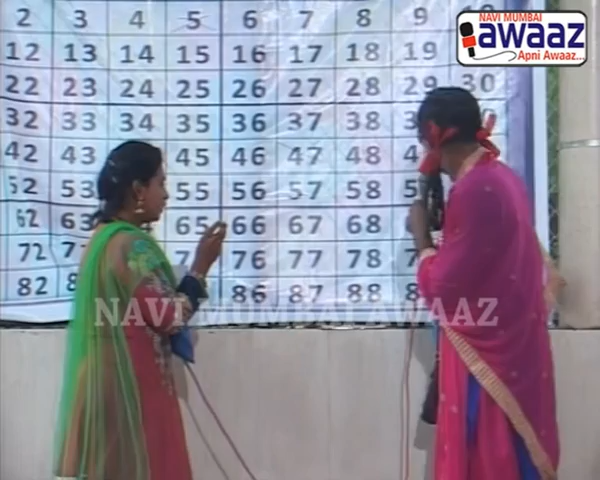 NAVI MUMBAI
awaaz
Apni Awaaz...
2 3 4 5 6 7 8 9
12 13 14 15 16 17 18 19
22 23 24 25 26 27 28 29 30
32 33 34 35 36 37 38
42 43 45 46 47 48
52 53 55 56 57 58
62 63 65 66 67 68
72 76 77 78
82 86 87 88
NAVI MUMBAI AWAAZ